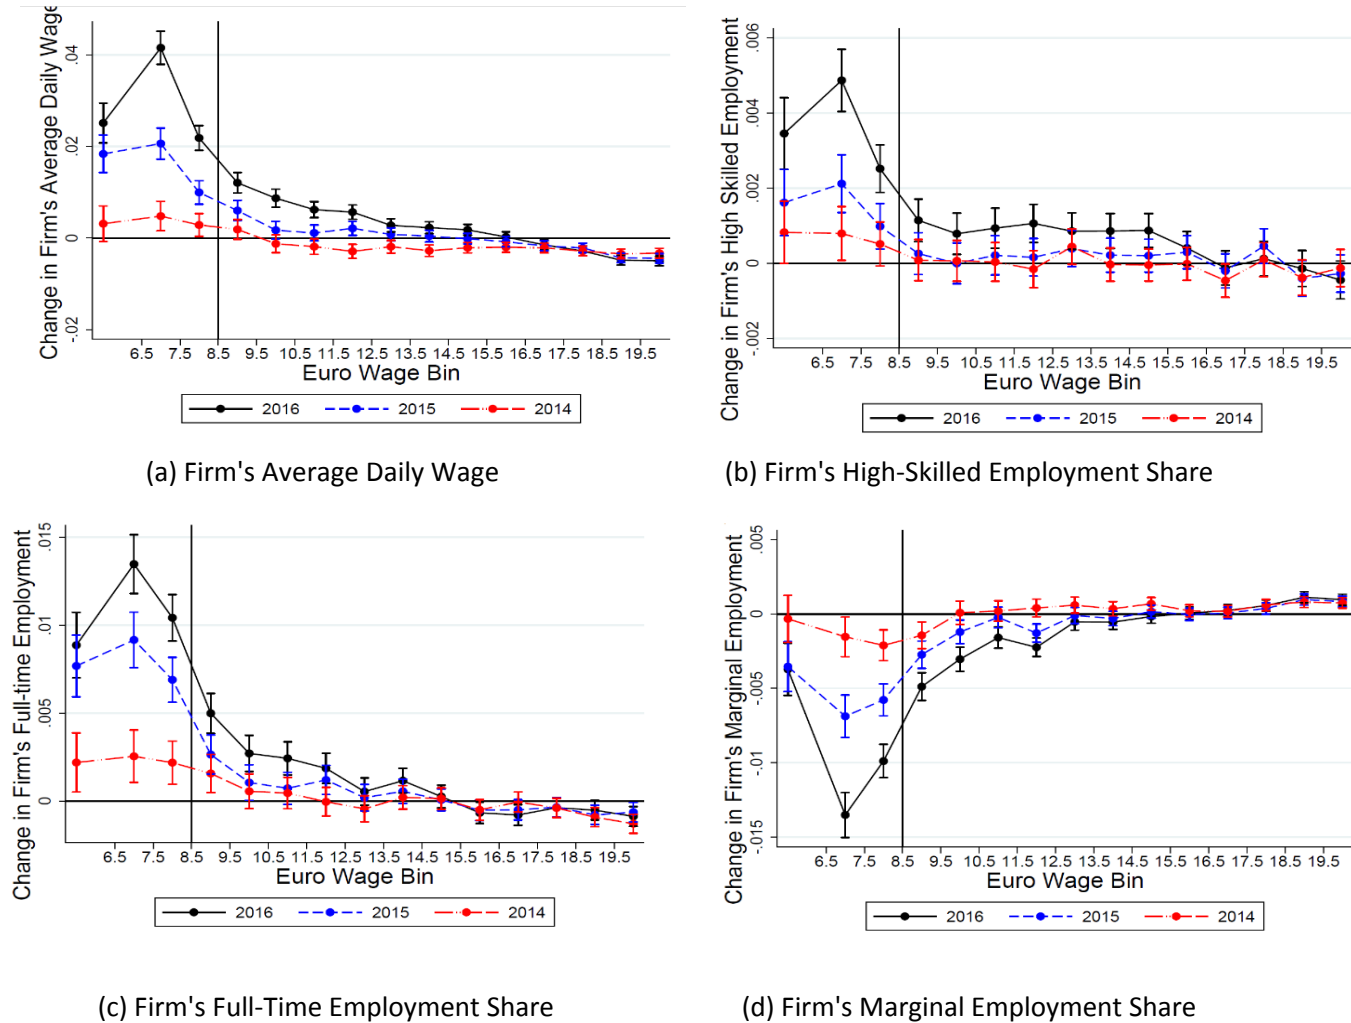 Change in Firm's Average Daily Wage
.04
.02
0
-.02
6.5 7.5 8.5 9.5 10.5 11.5 12.5 13.5 14.5 15.5 16.5 17.5 18.5 19.5
Euro Wage Bin
2016 2015 2014
(a) Firm's Average Daily Wage
Change in Firm's High Skilled Employment
.006
.004
.002
0
-.002
6.5 7.5 8.5 9.5 10.5 11.5 12.5 13.5 14.5 15.5 16.5 17.5 18.5 19.5
Euro Wage Bin
2016 2015 2014
(b) Firm's High-Skilled Employment Share
Change in Firm's Full-time Employment
.015
.01
.005
0
6.5 7.5 8.5 9.5 10.5 11.5 12.5 13.5 14.5 15.5 16.5 17.5 18.5 19.5
Euro Wage Bin
2016 2015 2014
(c) Firm's Full-Time Employment Share
Change in Firm's Marginal Employment
.005
0
-.005
-.01
-.015
6.5 7.5 8.5 9.5 10.5 11.5 12.5 13.5 14.5 15.5 16.5 17.5 18.5 19.5
Euro Wage Bin
2016 2015 2014
(d) Firm's Marginal Employment Share